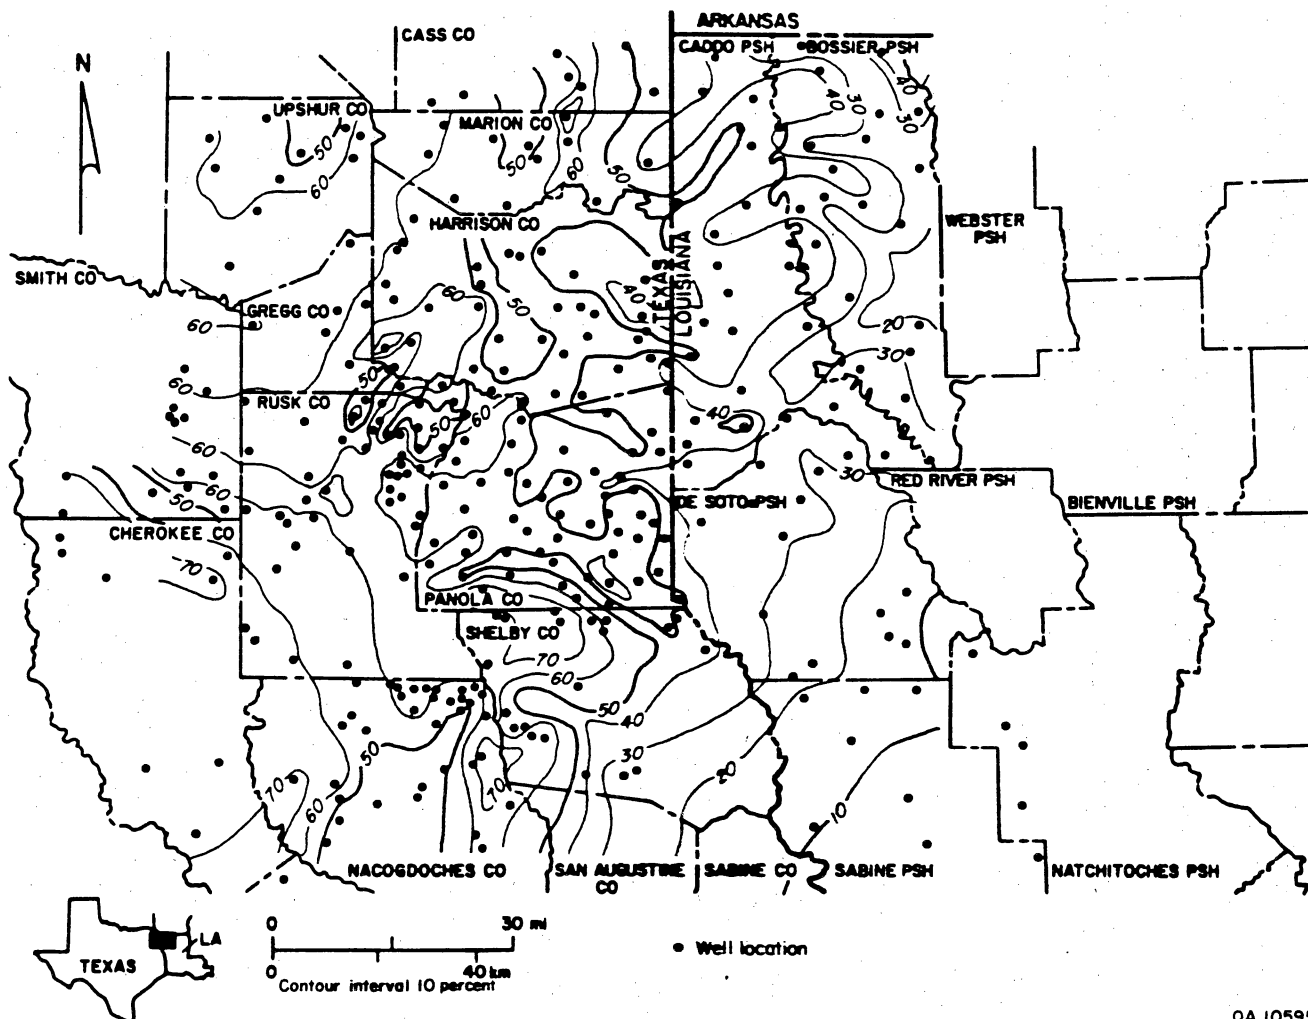 ARKANSAS
CASS CO
CADDO PSH
BOSSIER PSH
N
UPSHUR CO
MARION CO
40
30
40
30
50
50
60
50
60
HARRISON CO
WEBSTER
PSH
TEXAS
LOUISIANA
SMITH CO
GREGG CO
60
60
50
40
20
30
50
60
RUSK CO
50
60
40
60
60
50
30
RED RIVER PSH
DE SOTO PSH
BIENVILLE PSH
CHEROKEE CO
70
PANOLA CO
SHELBY CO
70
60
50
40
50
30
20
70
70
60
10
NACOGDOCHES CO
SAN AUGUSTINE
CO
SABINE CO
SABINE PSH
NATCHITOCHES PSH
0
30 mi
LA
TEXAS
0
40 km
Contour interval 10 percent
Well location
QA 1059